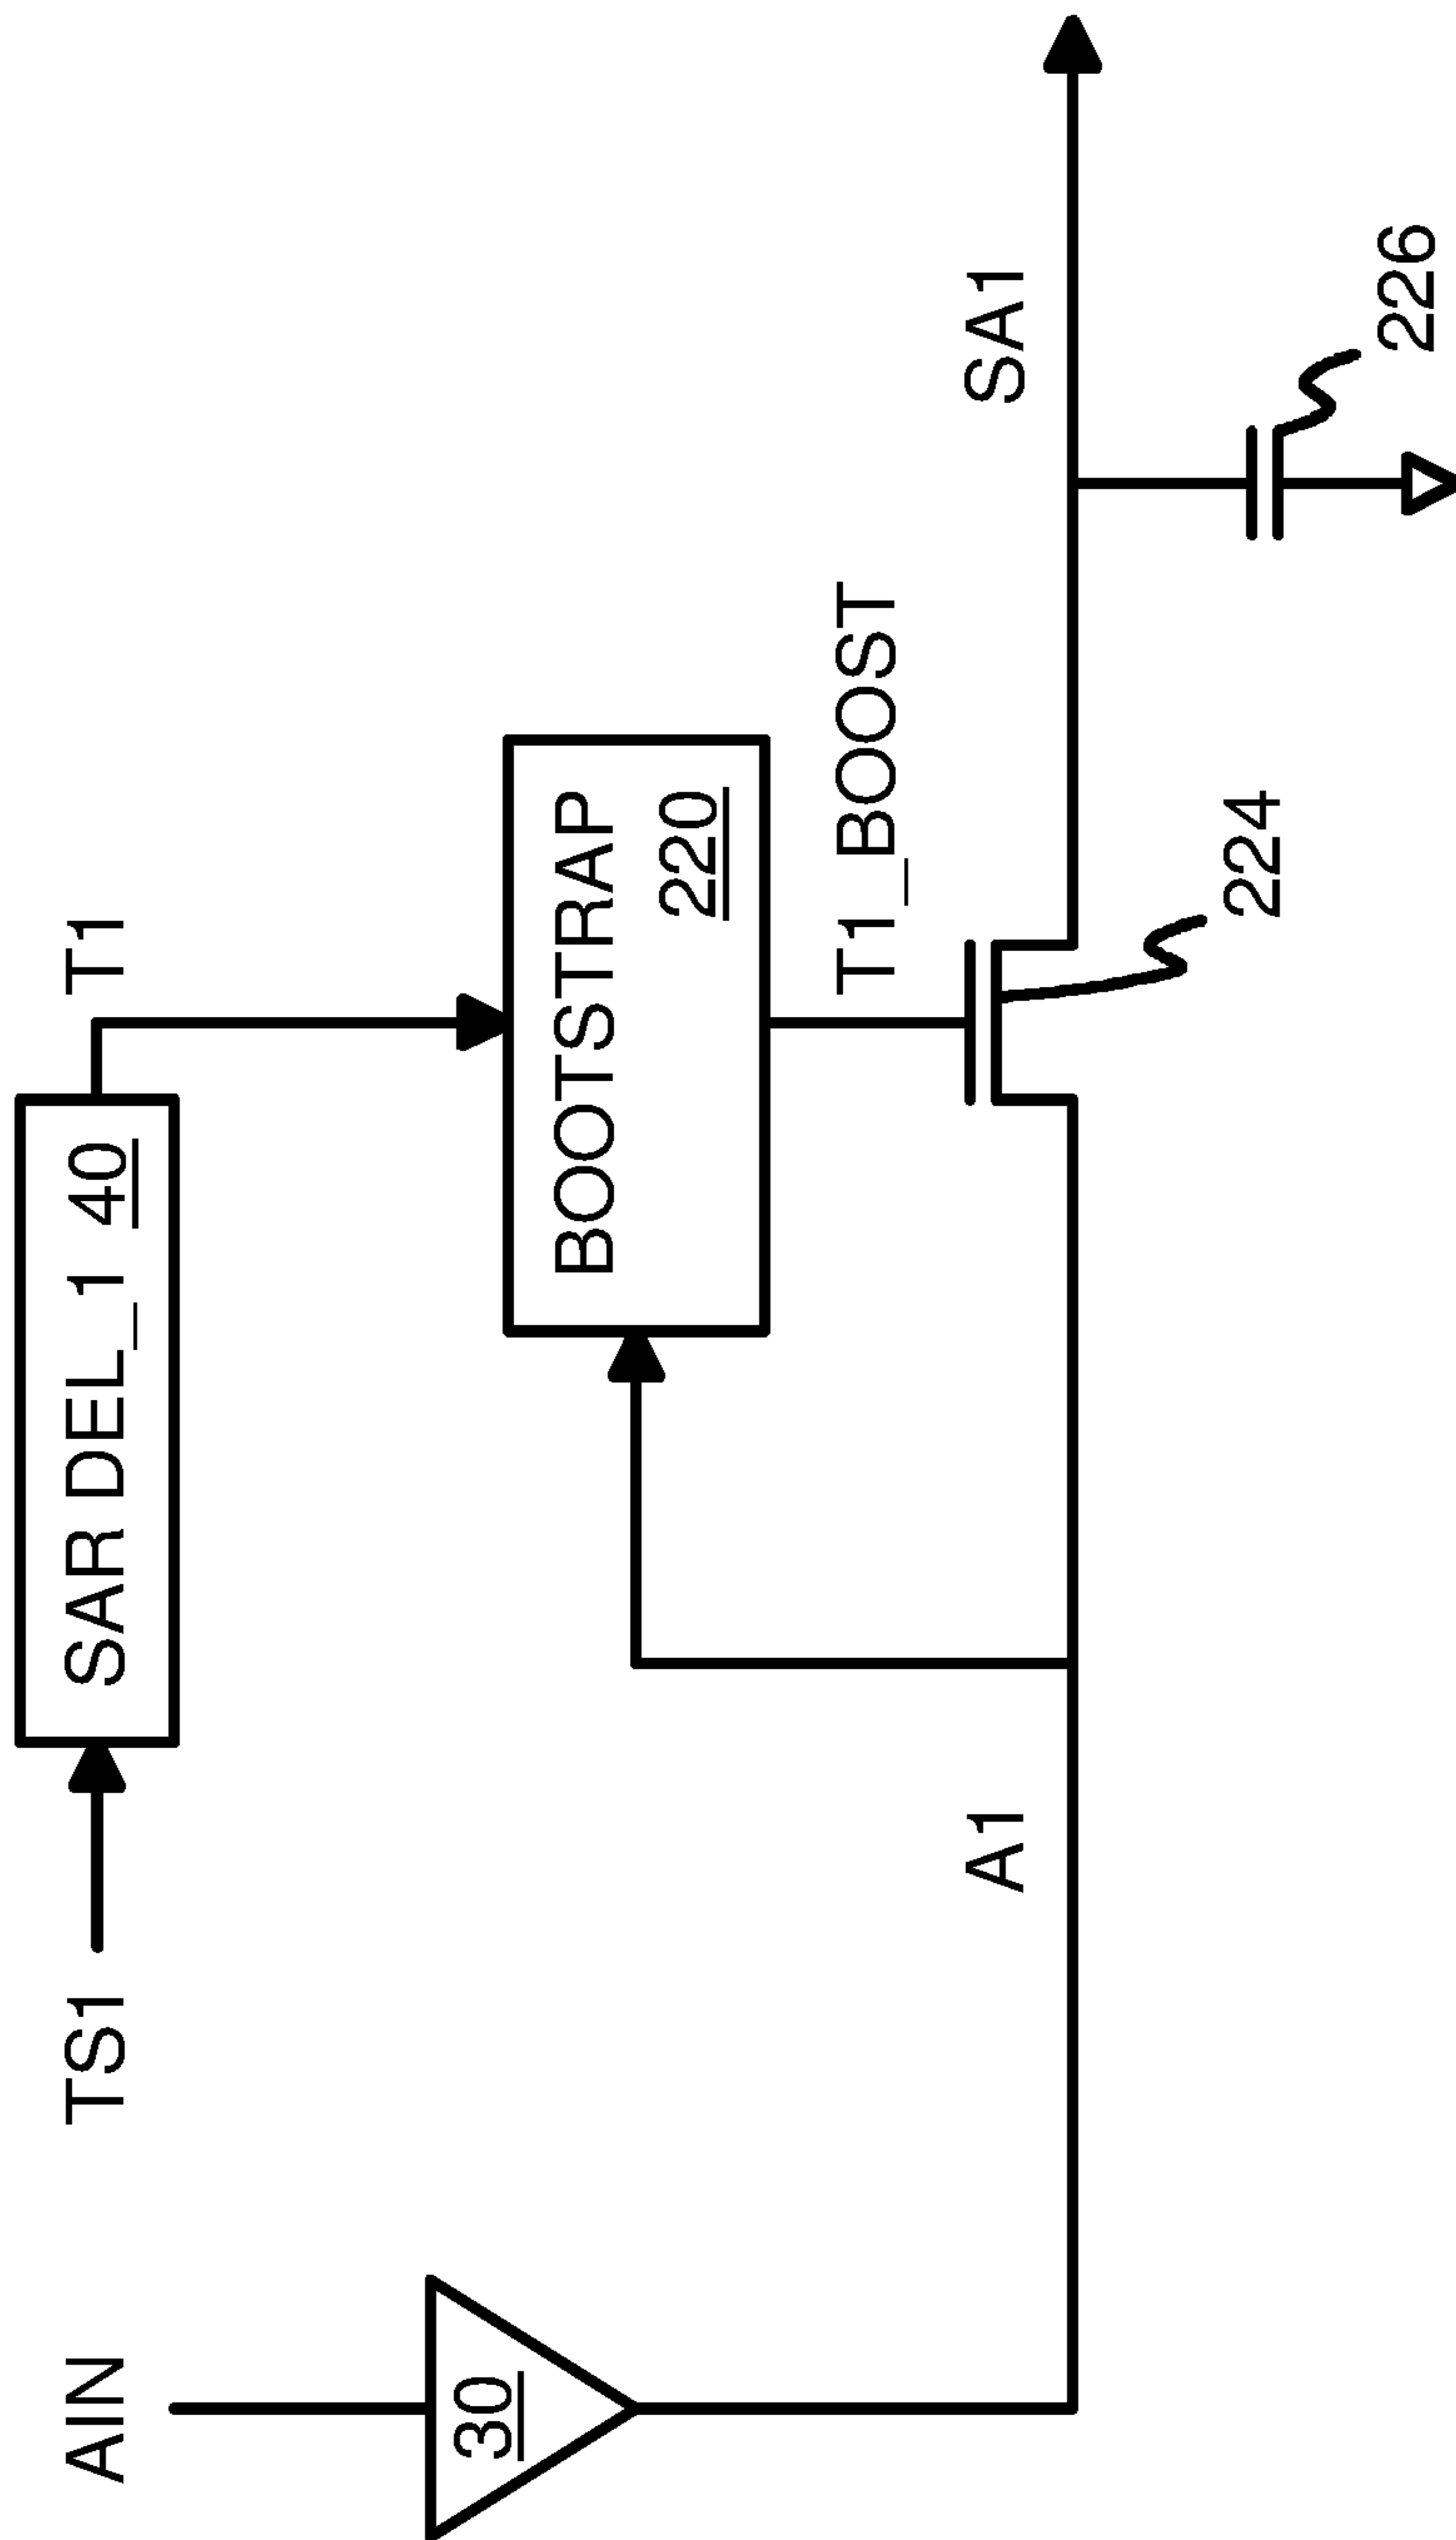 AIN
TS1
SAR DEL_1 40
T1
30
BOOTSTRAP
220
T1_BOOST
A1
SA1
224
226